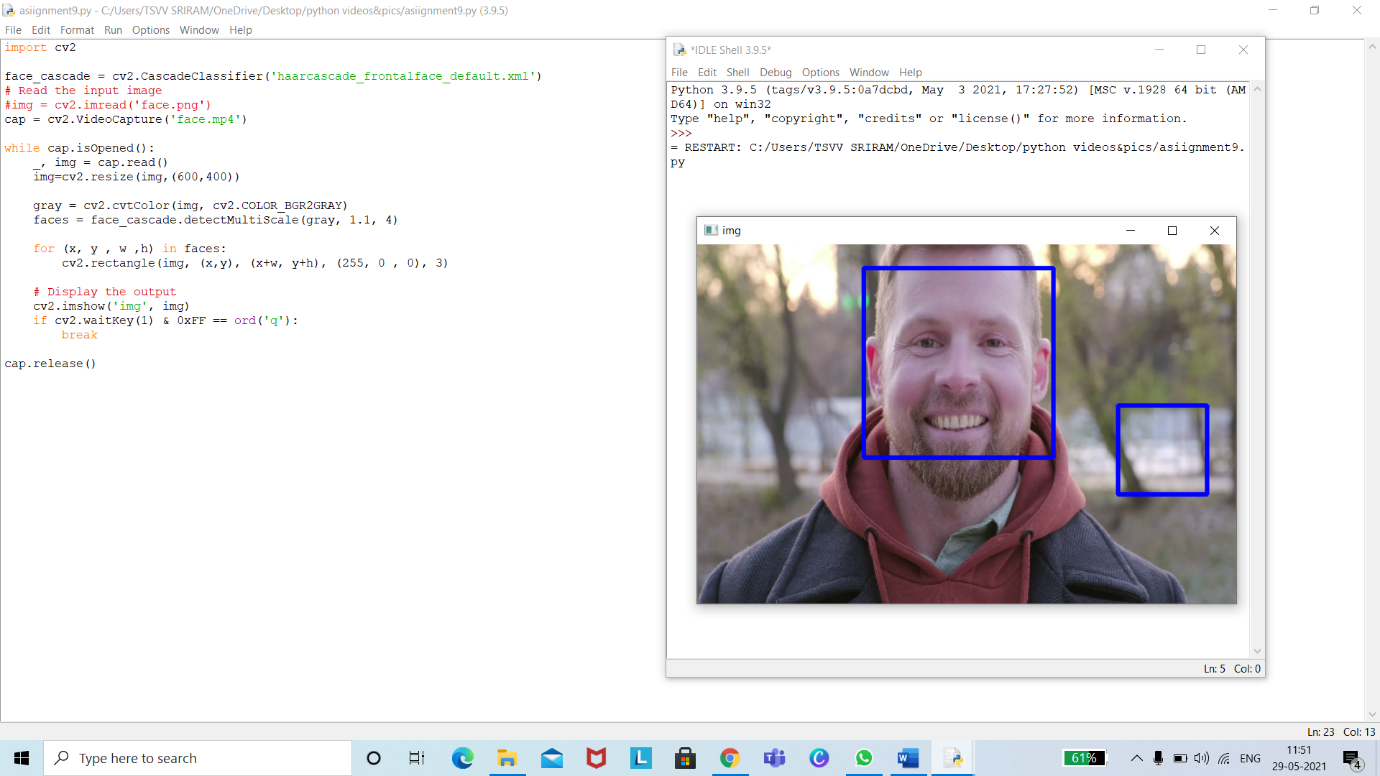 asiignment9.py - C:/Users/TSVV SRIRAM/OneDrive/Desktop/python videos&pics/asiignment9.py (3.9.5)
File Edit Format Run Options Window Help
import cv2
face_cascade = cv2.CascadeClassifier('haarcascade_frontalface_default.xml')
# Read the input image
#img = cv2.imread('face.png')
cap = cv2.VideoCapture('face.mp4')
while cap.isOpened():
    _, img = cap.read()
    img=cv2.resize(img,(600,400))
    gray = cv2.cvtColor(img, cv2.COLOR_BGR2GRAY)
    faces = face_cascade.detectMultiScale(gray, 1.1, 4)
    for (x, y , w ,h) in faces:
        cv2.rectangle(img, (x,y), (x+w, y+h), (255, 0 , 0), 3)
    # Display the output
    cv2.imshow('img', img)
    if cv2.waitKey(1) & 0xFF == ord('q'):
        break
cap.release()
*IDLE Shell 3.9.5*
File Edit Shell Debug Options Window Help
Python 3.9.5 (tags/v3.9.5:0a7dcbd, May  3 2021, 17:27:52) [MSC v.1928 64 bit (AM
D64)] on win32
Type "help", "copyright", "credits" or "license()" for more information.
>>>
= RESTART: C:/Users/TSVV SRIRAM/OneDrive/Desktop/python videos&pics/asiignment9.
py
img
Ln: 5 Col: 0
Ln: 23 Col: 13
Type here to search
L
C
W
61%
ENG
11:51
29-05-2021
4